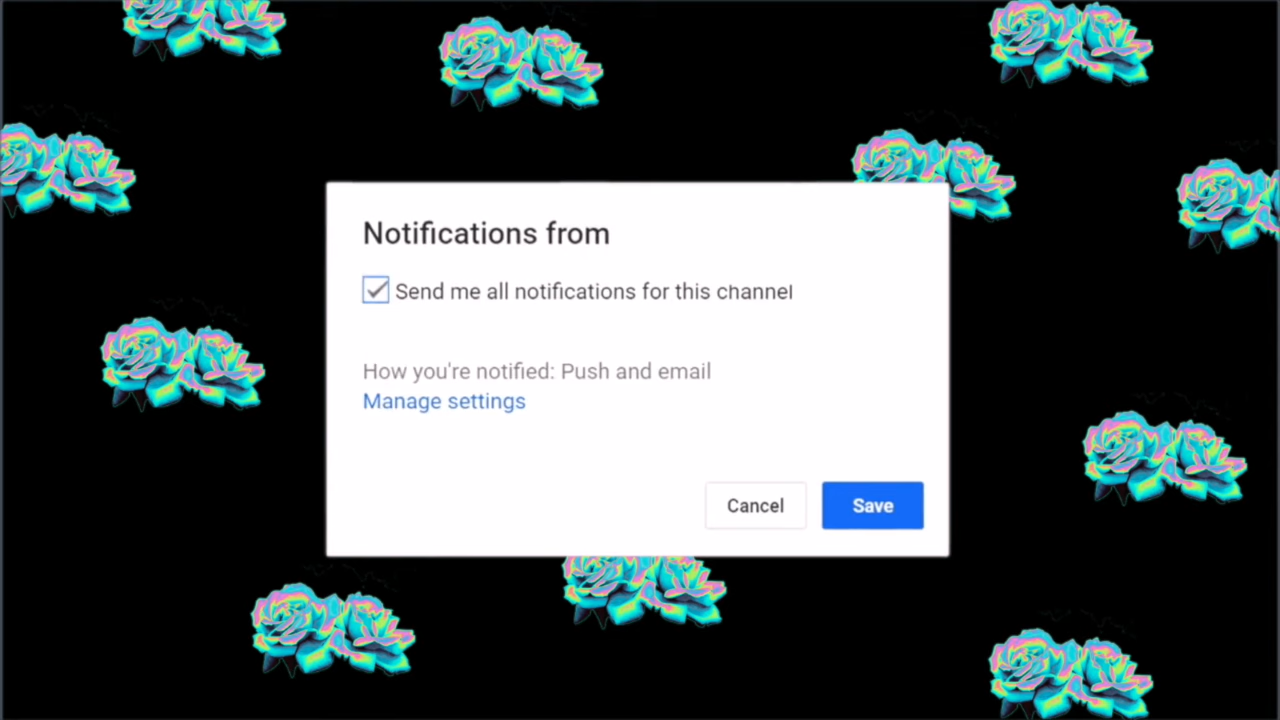 Notifications from
Send me all notifications for this channel
How you're notified: Push and email
Manage settings
Cancel
Save